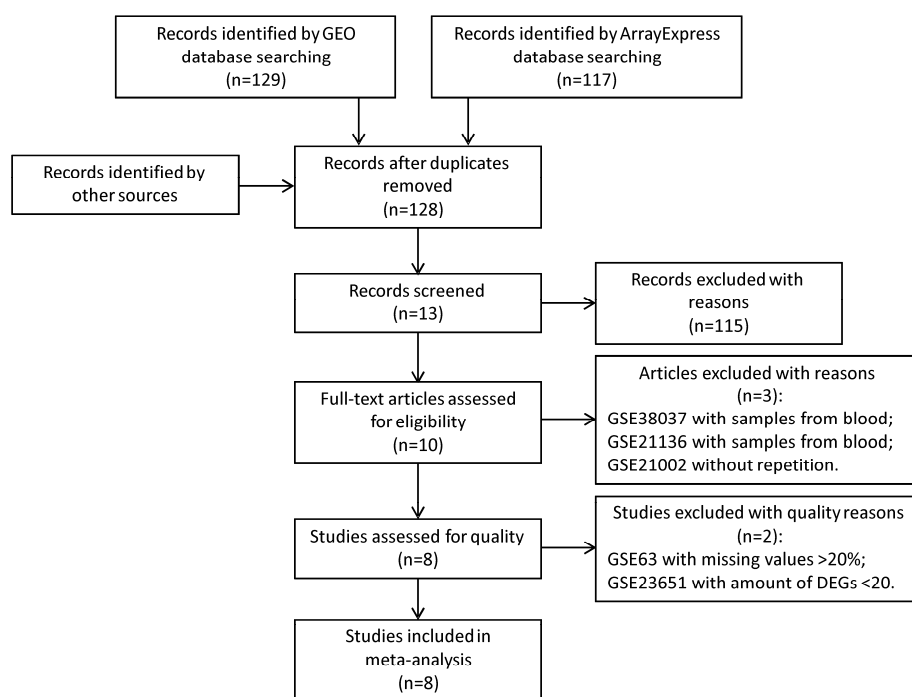 Records identified by GEO
database searching
(n=129)
Records identified by ArrayExpress
database searching
(n=117)
Records identified by
other sources
Records after duplicates
removed
(n=128)
Records screened
(n=13)
Records excluded with
reasons
(n=115)
Full-text articles assessed
for eligibility
(n=10)
Articles excluded with reasons
(n=3):
GSE38037 with samples from blood;
GSE21136 with samples from blood;
GSE21002 without repetition.
Studies assessed for quality
(n=8)
Studies excluded with quality reasons
(n=2):
GSE63 with missing values >20%;
GSE23651 with amount of DEGs <20.
Studies included in
meta-analysis
(n=8)